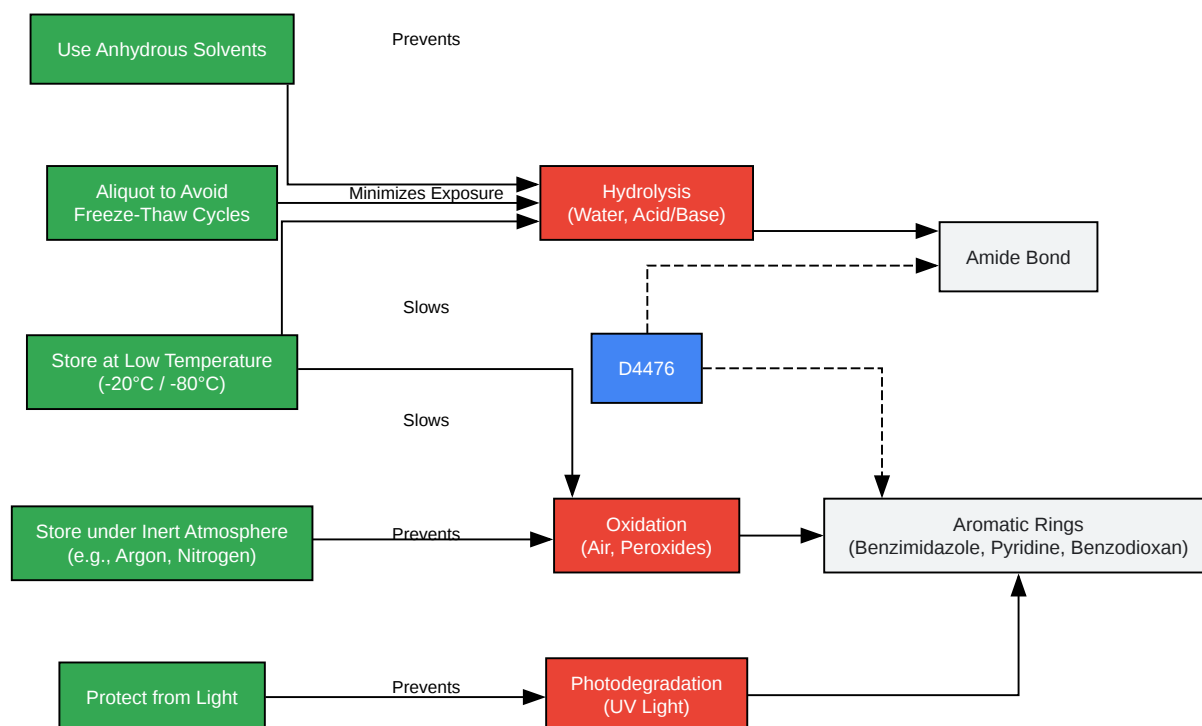 Use Anhydrous Solvents
Prevents
Aliquot to Avoid
Freeze-Thaw Cycles
Minimizes Exposure
Hydrolysis
(Water, Acid/Base)
Amide Bond
Slows
Store at Low Temperature
(-20°C / -80°C)
D4476
Slows
Store under Inert Atmosphere
(e.g., Argon, Nitrogen)
Prevents
Oxidation
(Air, Peroxides)
Aromatic Rings
(Benzimidazole, Pyridine, Benzodioxan)
Protect from Light
Prevents
Photodegradation
(UV Light)